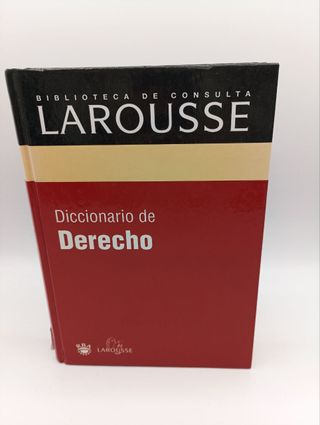 BIBLIOTECA DE CONSULTA
LAROUSSE
Diccionario de
Derecho
LAROUSSE